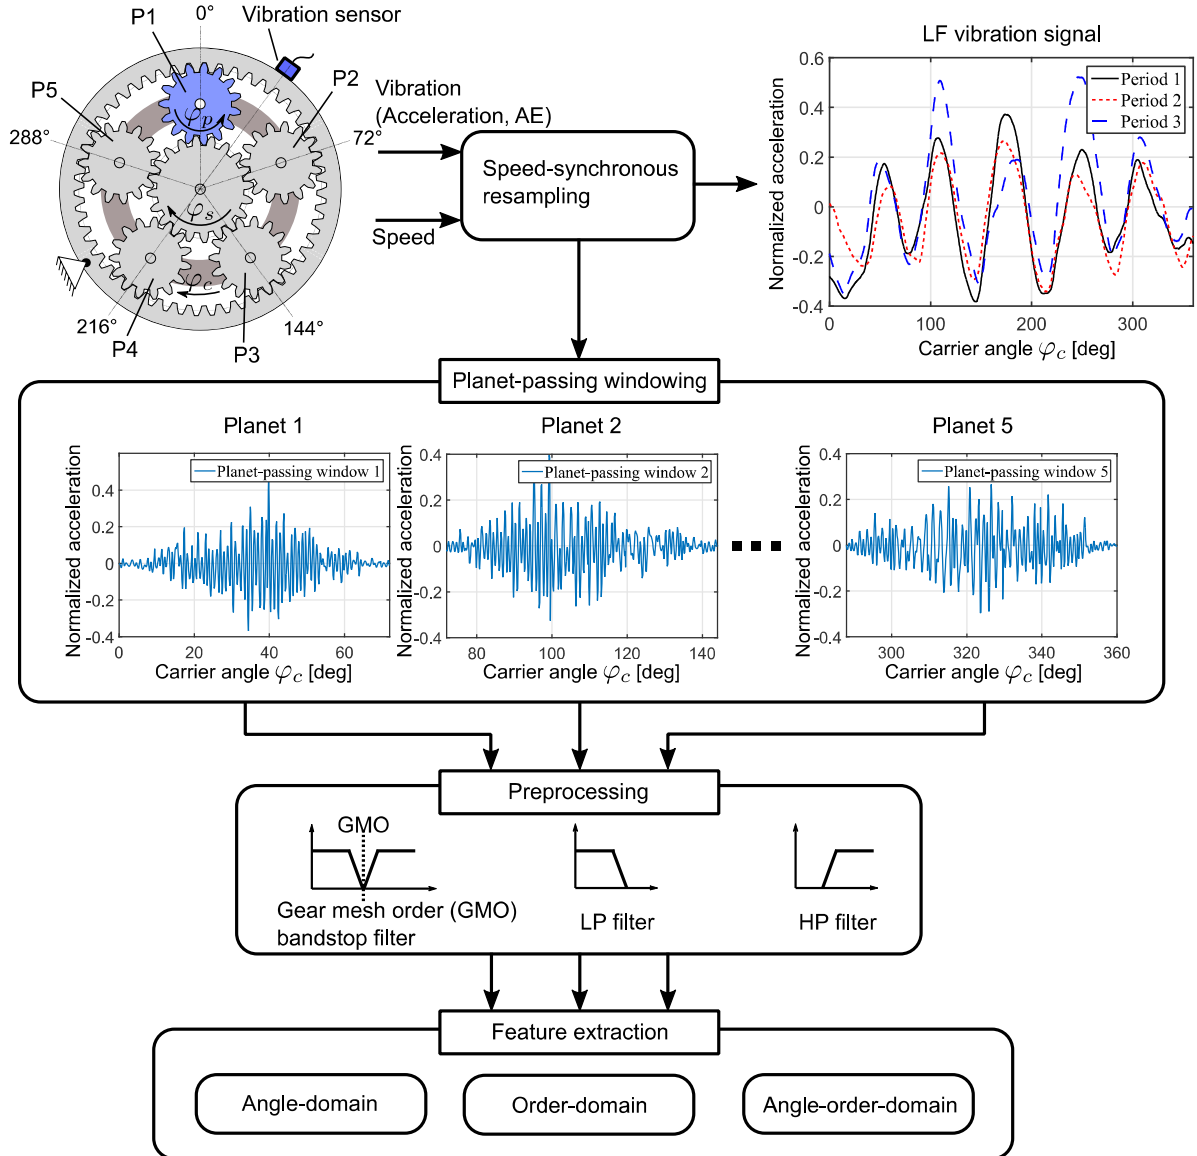 P1
0°
Vibration sensor
P5
P2
288°
72°
φp
φs
φc
216°
144°
P4
P3
Vibration
(Acceleration, AE)
Speed
Speed-synchronous
resampling
LF vibration signal
Normalized acceleration
0.6
0.4
0.2
0
-0.2
-0.4
Period 1
Period 2
Period 3
0
100
200
300
Carrier angle φc [deg]
Planet-passing windowing
Planet 1
Normalized acceleration
0.4
0.2
0
-0.2
-0.4
Planet-passing window 1
0
20
40
60
Carrier angle φc [deg]
Planet 2
Normalized acceleration
0.4
0.2
0
-0.2
-0.4
Planet-passing window 2
80
100
120
140
Carrier angle φc [deg]
Planet 5
Normalized acceleration
0.4
0.2
0
-0.2
-0.4
Planet-passing window 5
300
320
340
360
Carrier angle φc [deg]
Preprocessing
GMO
Gear mesh order (GMO)
bandstop filter
LP filter
HP filter
Feature extraction
Angle-domain
Order-domain
Angle-order-domain